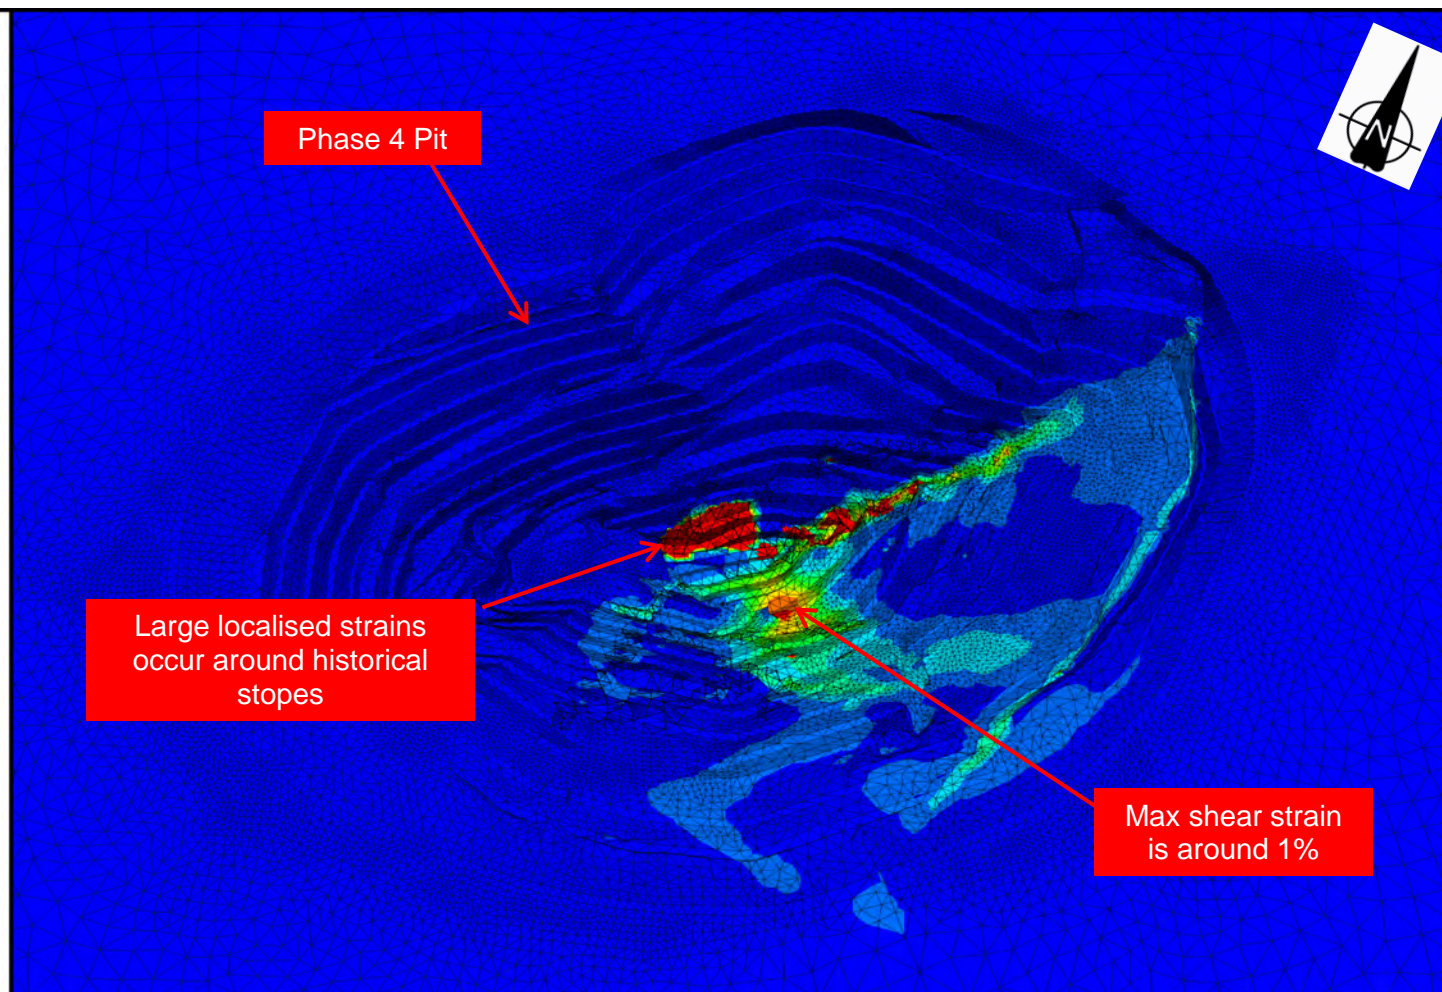 N
Phase 4 Pit
Large localised strains
occur around historical
stopes
Max shear strain
is around 1%